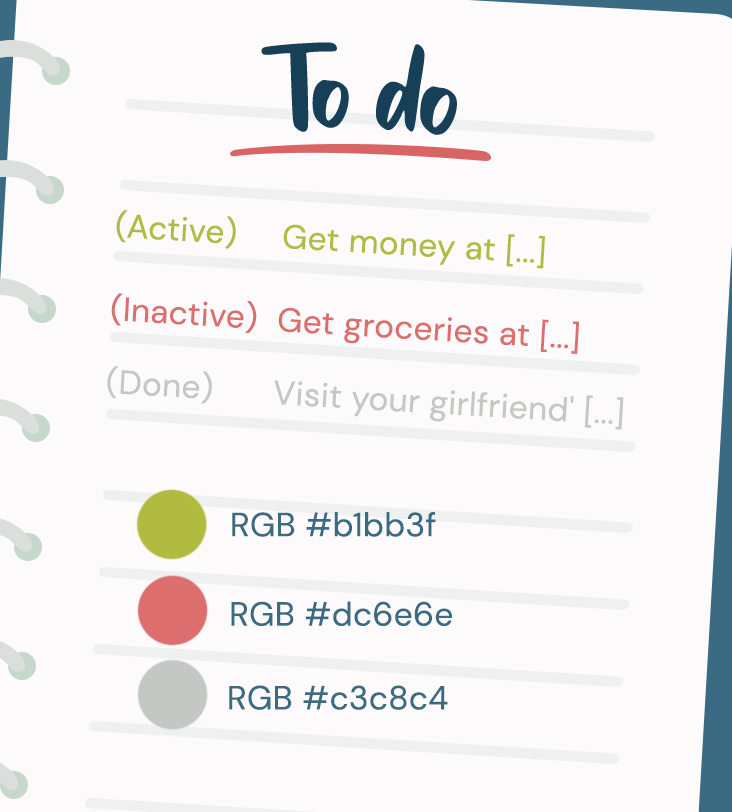 To do
(Active) Get money at [...]
(Inactive) Get groceries at [...]
(Done) Visit your girlfriend' [...]
RGB #b1bb3f
RGB #dc6e6e
RGB #c3c8c4